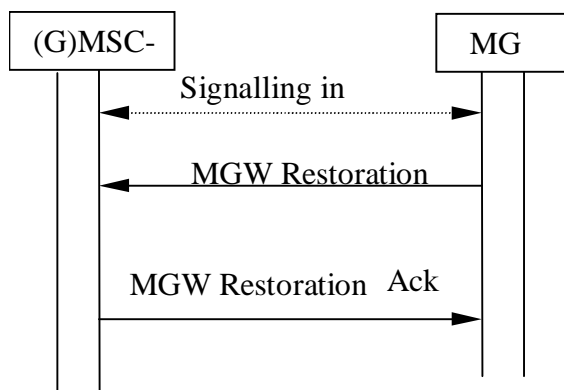 (G)MSC-
MG
Signalling in
MGW Restoration
MGW Restoration Ack